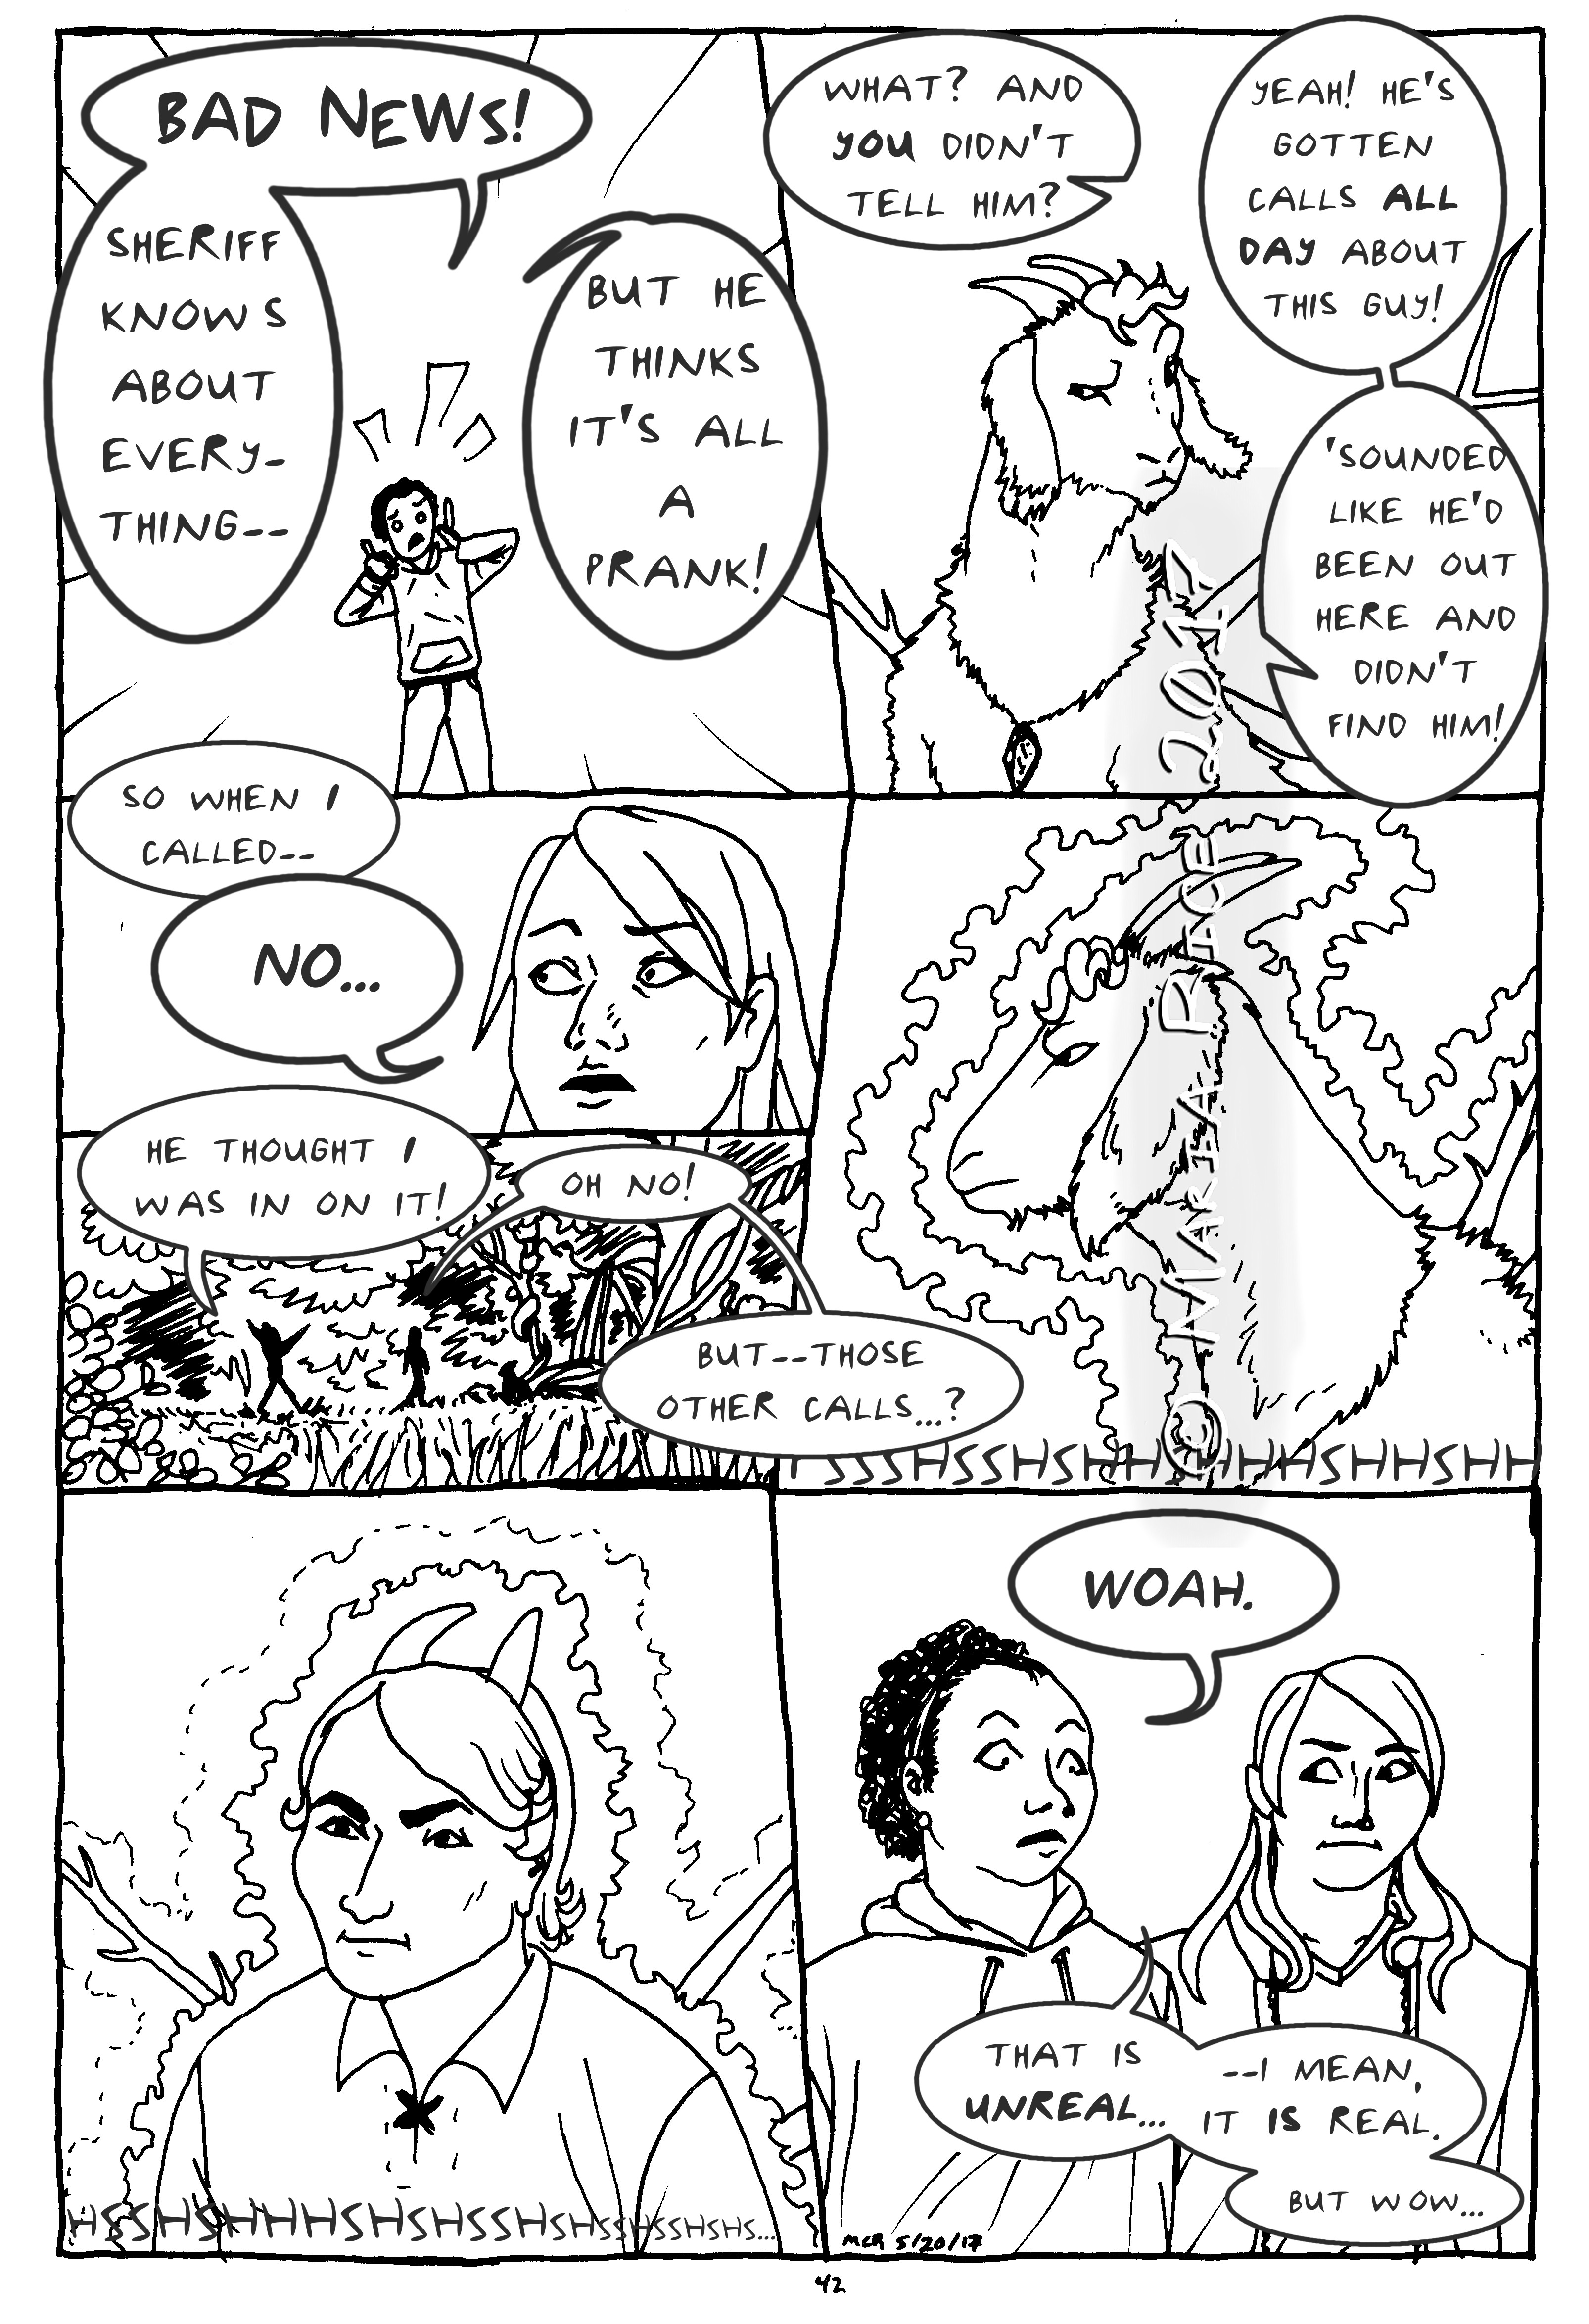 BAD NEWS!
SHERIFF
KNOWS
ABOUT
EVERY-
THING--
BUT HE
THINKS
IT'S ALL
A
PRANK!
WHAT? AND
YOU DIDN'T
TELL HIM?
YEAH! HE'S
GOTTEN
CALLS ALL
DAY ABOUT
THIS GUY!
'SOUNDED
LIKE HE'D
BEEN OUT
HERE AND
DIDN'T
FIND HIM!
SO WHEN I
CALLED--
NO...
HE THOUGHT I
WAS IN ON IT!
OH NO!
BUT--THOSE
OTHER CALLS...?
© MARBA RACE 2017
WOAH.
THAT IS
UNREAL...
--I MEAN,
IT IS REAL.
BUT WOW...
MCR 5/20/17
42